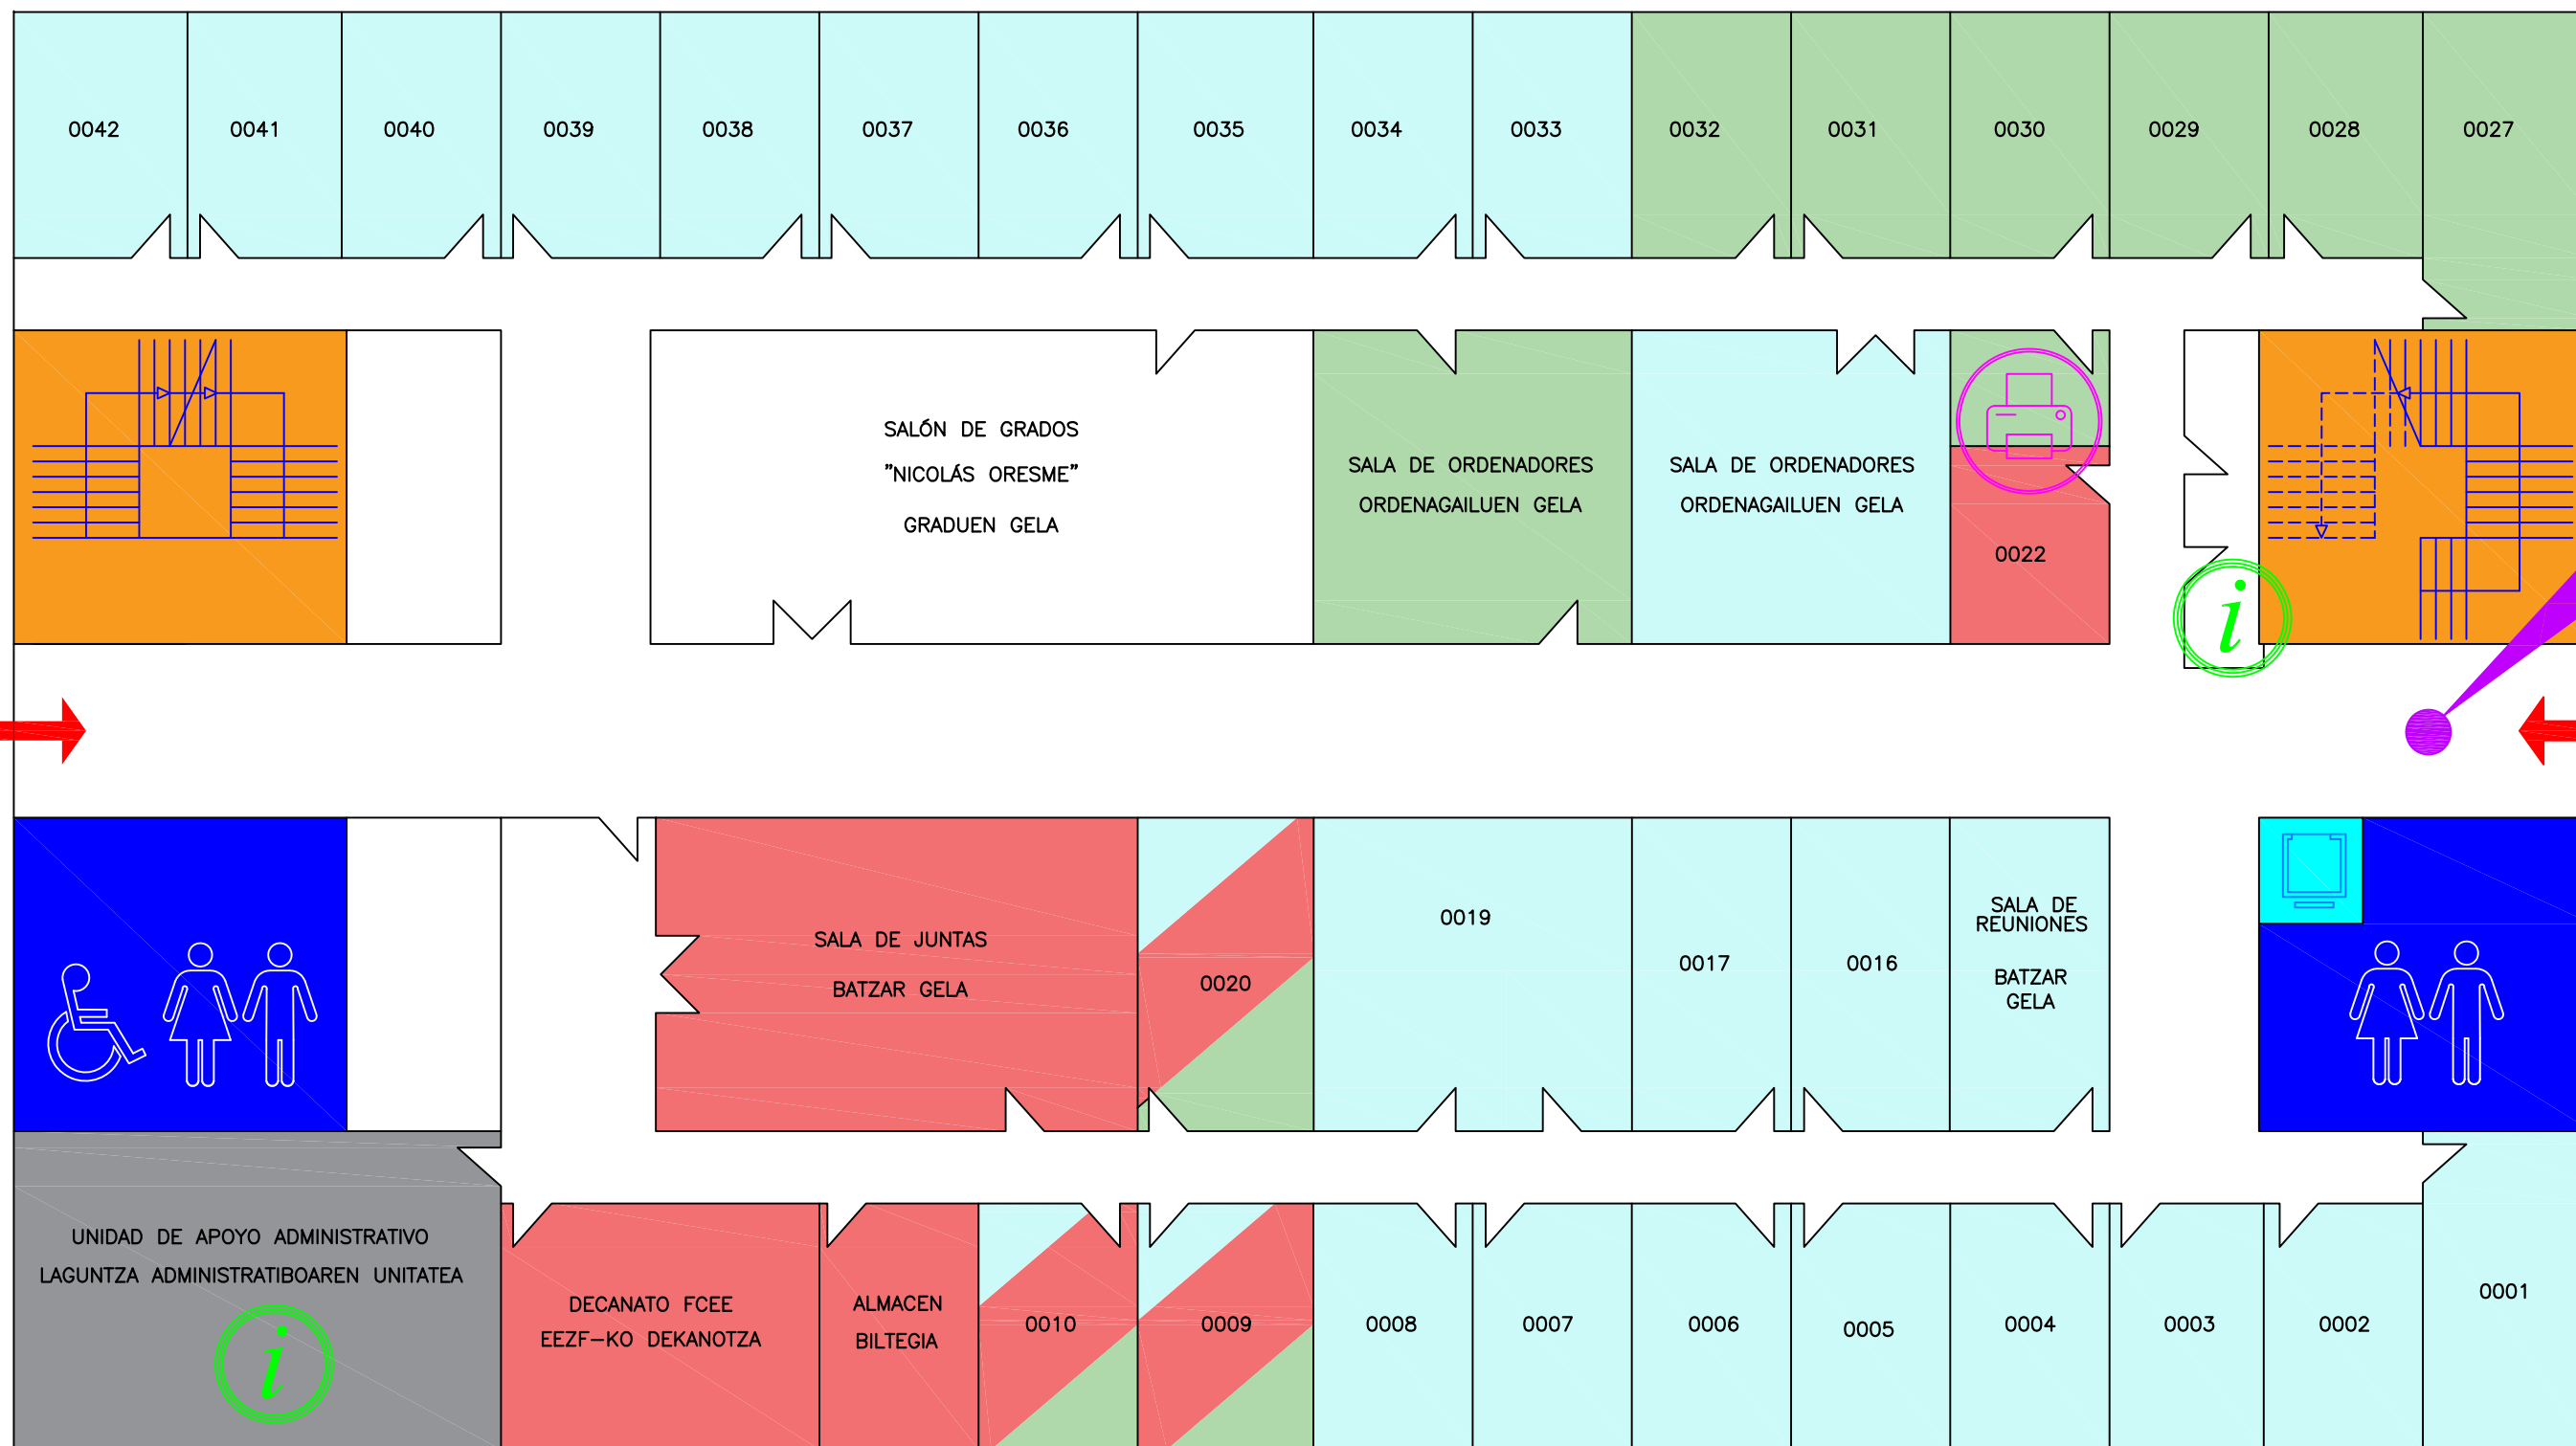 0042 0041 0040 0039 0038 0037 0036 0035 0034 0033 0032 0031 0030 0029 0028 0027
SALÓN DE GRADOS
”NICOLÁS ORESME”
GRADUEN GELA
SALA DE ORDENADORES
ORDENAGAILUEN GELA
SALA DE ORDENADORES
ORDENAGAILUEN GELA
0022
i
SALA DE JUNTAS
BATZAR GELA
0020
0019
0017
0016
SALA DE
REUNIONES
BATZAR
GELA
UNIDAD DE APOYO ADMINISTRATIVO
LAGUNTZA ADMINISTRATIBOAREN UNITATEA
i
DECANATO FCEE
EEZF-KO DEKANOTZA
ALMACEN
BILTEGIA
0010 0009 0008 0007 0006 0005 0004 0003 0002 0001